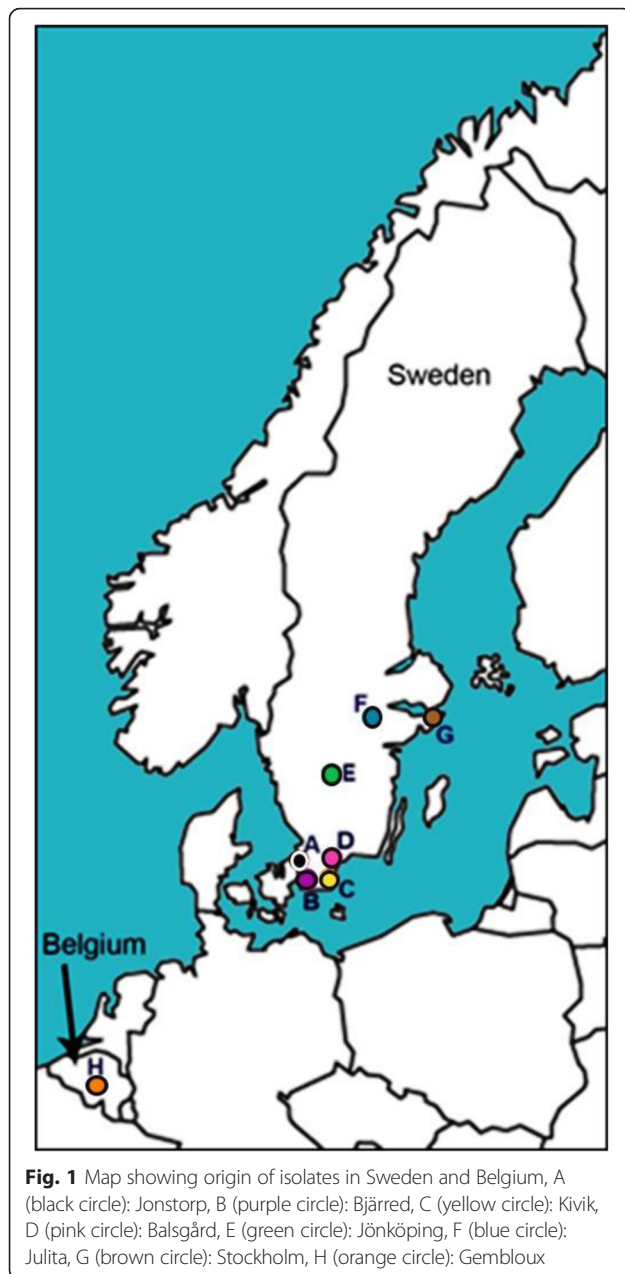 Sweden
F
G
E
A
D
B
C
Belgium
H
Fig. 1 Map showing origin of isolates in Sweden and Belgium, A
(black circle): Jonstorp, B (purple circle): Bjärred, C (yellow circle): Kivik,
D (pink circle): Balsgård, E (green circle): Jönköping, F (blue circle):
Julita, G (brown circle): Stockholm, H (orange circle): Gembloux